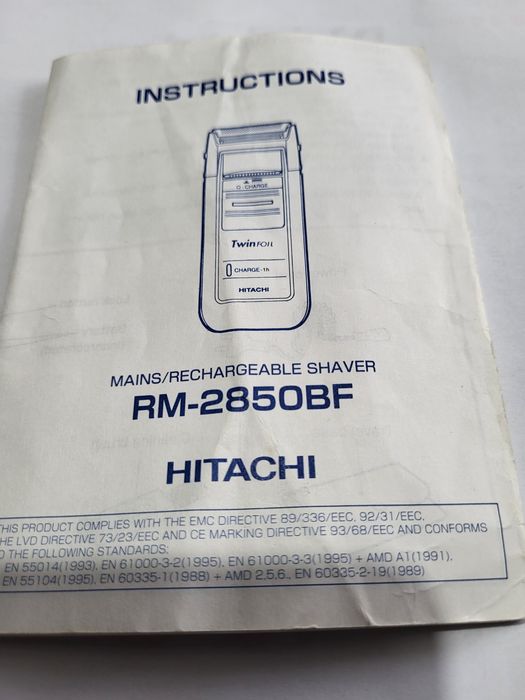 INSTRUCTIONS
Q-CHARGE
Twin FOIL
CHARGE-1h
HITACHI
MAINS/RECHARGEABLE SHAVER
RM-2850BF
HITACHI
THIS PRODUCT COMPLIES WITH THE EMC DIRECTIVE 89/336/EEC, 92/31/EEC,
THE LVD DIRECTIVE 73/23/EEC AND CE MARKING DIRECTIVE 93/68/EEC AND CONFORMS
TO THE FOLLOWING STANDARDS:
EN 55014(1993), EN 61000-3-2(1995), EN 61000-3-3(1995) + AMD A1(1991),
EN 55104(1995), EN 60335-1(1988) + AMD 2,5,6., EN 60335-2-19(1989)